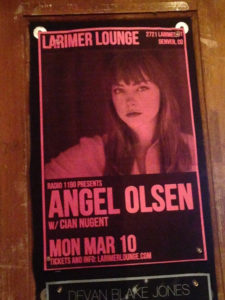 LARIMER LOUNGE
2721 LARIMER ST
DENVER, CO
RADIO 1190 PRESENTS
ANGEL OLSEN
W/ CIAN NUGENT
MON MAR 10
TICKETS AND INFO: LARIMERLOUNGE.COM
DEVAN BLAKE JONES